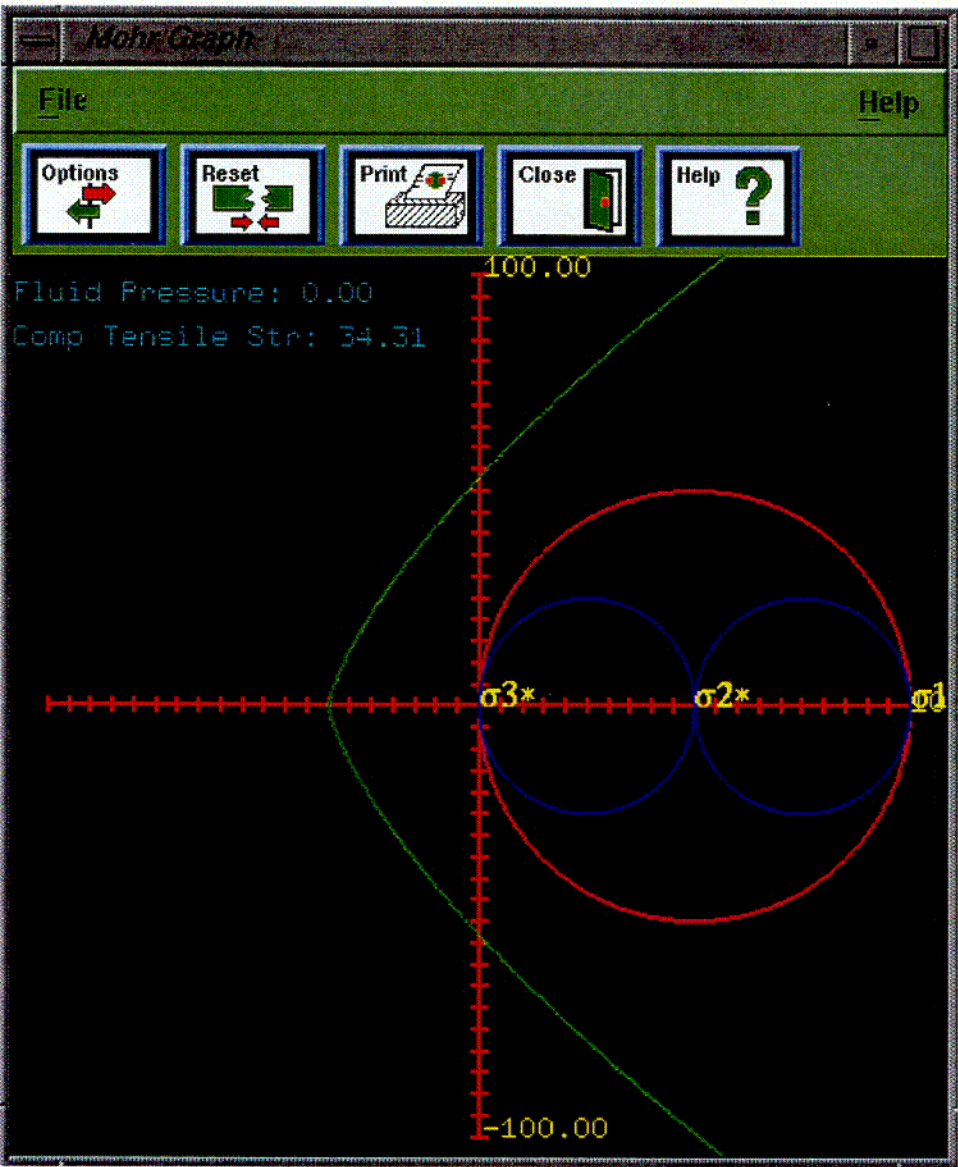 Mohr Graph
File Help
Options Reset Print Close Help
100.00
Fluid Pressure: 0.00
Comp Tensile Str: 34.31
σ3* σ2* σ1
-100.00